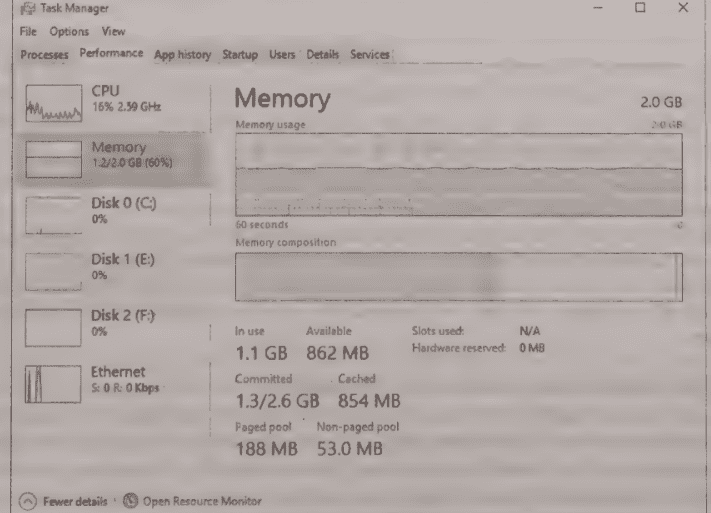 Task Manager
File Options View
Processes Performance App history Startup Users Details Services
CPU
16% 2.59 GHz
Memory
1.2/2.0 GB (60%)
Disk 0 (C:)
0%
Disk 1 (E:)
0%
Disk 2 (F:)
0%
Ethernet
S: 0 R: 0 Kbps
Memory 2.0 GB
Memory usage 2.0 GB
60 seconds
Memory composition
In use Available Slots used: N/A
1.1 GB 862 MB Hardware reserved: 0 MB
Committed Cached
1.3/2.6 GB 854 MB
Paged pool Non-paged pool
188 MB 53.0 MB
Fewer details Open Resource Monitor